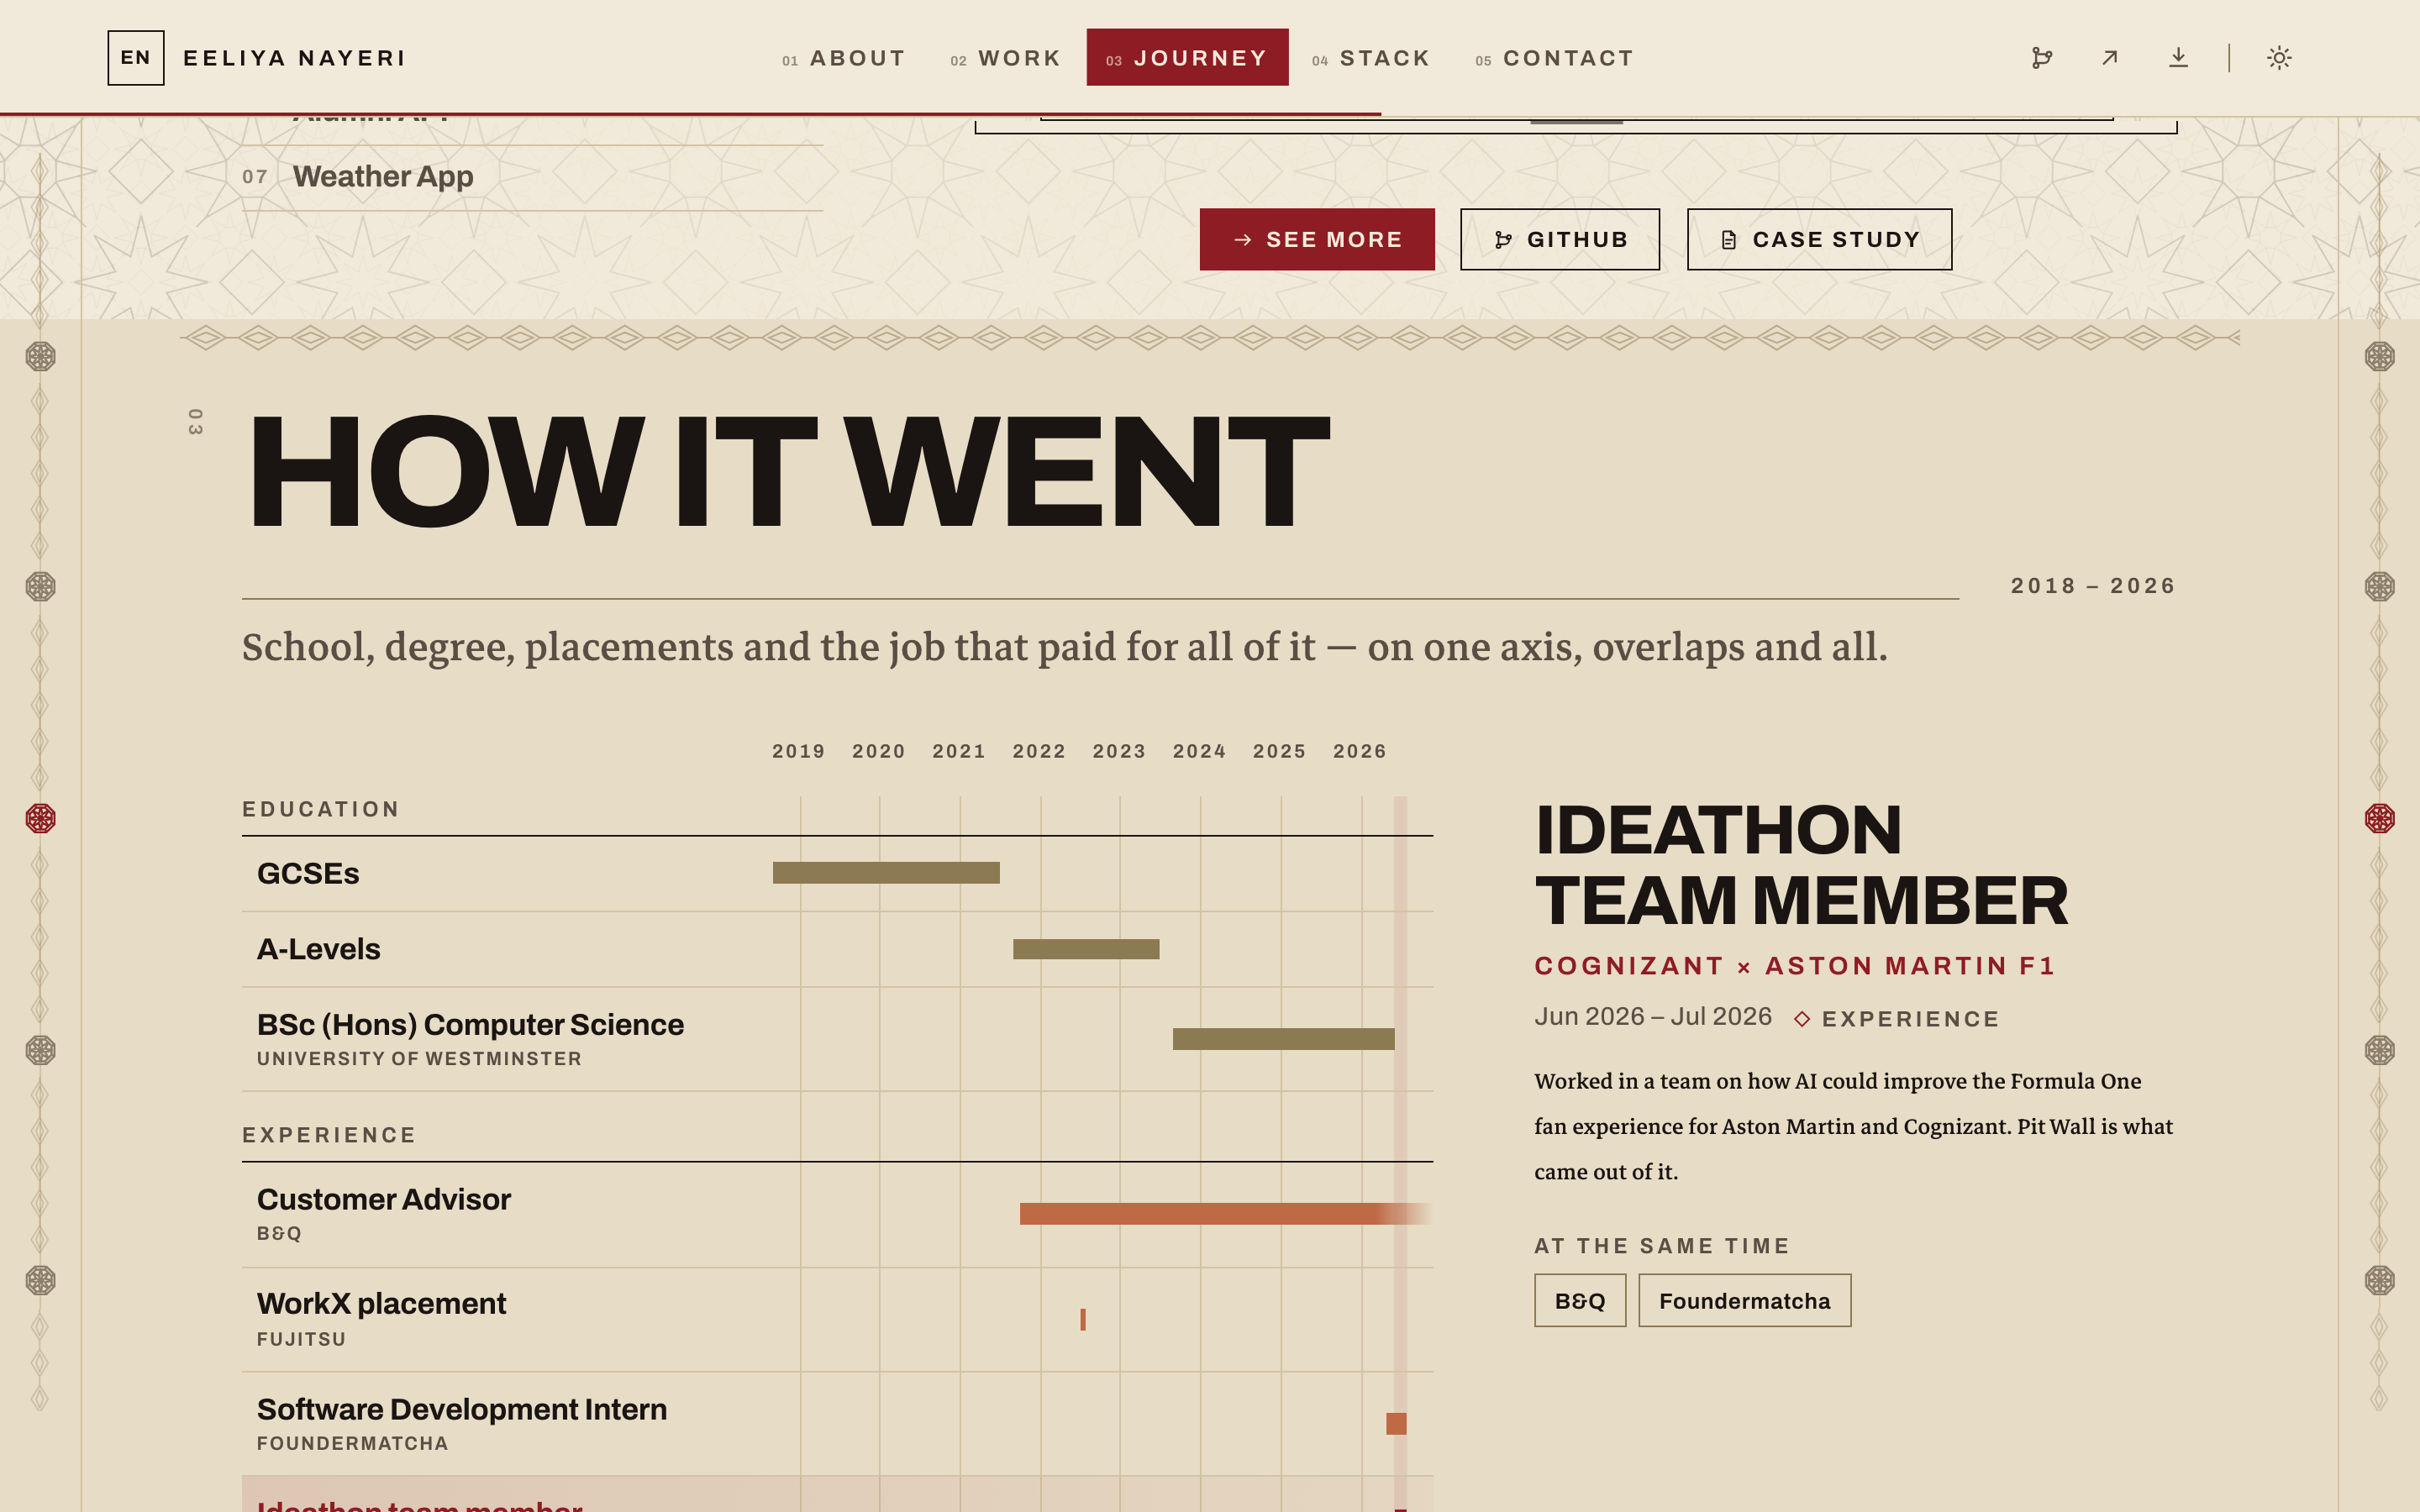 EN EELIYA NAYERI
01 ABOUT 02 WORK 03 JOURNEY 04 STACK 05 CONTACT
07 Weather App
SEE MORE GITHUB CASE STUDY
03
HOW IT WENT
2018 – 2026
School, degree, placements and the job that paid for all of it — on one axis, overlaps and all.
2019 2020 2021 2022 2023 2024 2025 2026
EDUCATION
GCSEs
A-Levels
BSc (Hons) Computer Science
UNIVERSITY OF WESTMINSTER
EXPERIENCE
Customer Advisor
B&Q
WorkX placement
FUJITSU
Software Development Intern
FOUNDERMATCHA
Ideathon team member
IDEATHON
TEAM MEMBER
COGNIZANT × ASTON MARTIN F1
Jun 2026 – Jul 2026 EXPERIENCE
Worked in a team on how AI could improve the Formula One
fan experience for Aston Martin and Cognizant. Pit Wall is what
came out of it.
AT THE SAME TIME
B&Q Foundermatcha